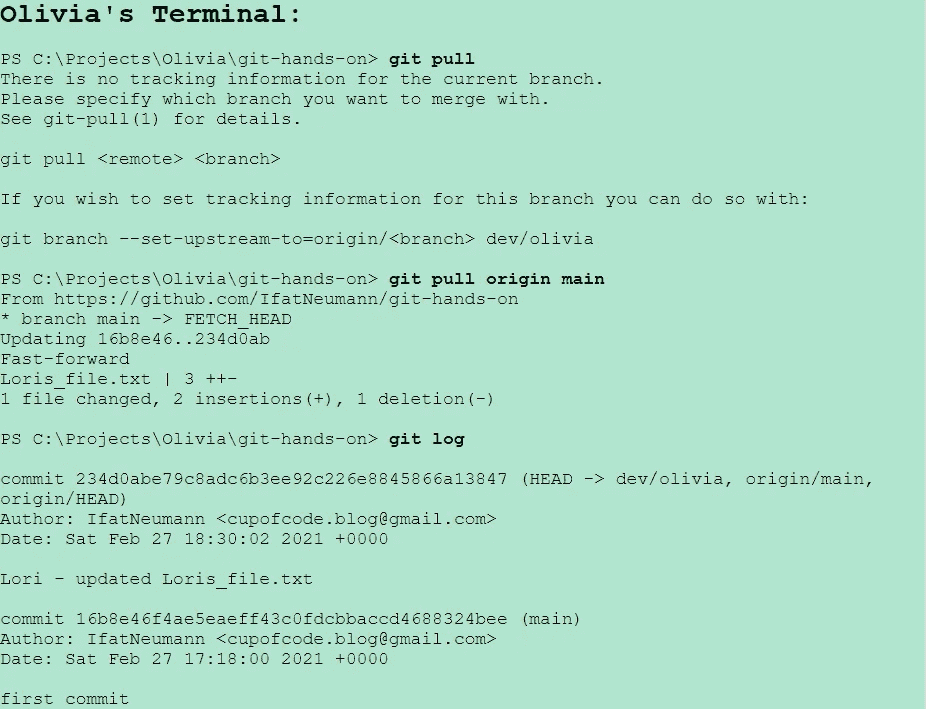 Olivia's Terminal:
PS C:\Projects\Olivia\git-hands-on> git pull
There is no tracking information for the current branch.
Please specify which branch you want to merge with.
See git-pull(1) for details.
git pull <remote> <branch>
If you wish to set tracking information for this branch you can do so with:
git branch --set-upstream-to=origin/<branch> dev/olivia
PS C:\Projects\Olivia\git-hands-on> git pull origin main
From https://github.com/IfatNeumann/git-hands-on
* branch main -> FETCH_HEAD
Updating 16b8e46..234d0ab
Fast-forward
Loris_file.txt | 3 ++-
1 file changed, 2 insertions(+), 1 deletion(-)
PS C:\Projects\Olivia\git-hands-on> git log
commit 234d0abe79c8adc6b3ee92c226e8845866a13847 (HEAD -> dev/olivia, origin/main,
origin/HEAD)
Author: IfatNeumann <cupofcode.blog@gmail.com>
Date: Sat Feb 27 18:30:02 2021 +0000
Lori - updated Loris_file.txt
commit 16b8e46f4ae5eaeff43c0fdcbbaccd4688324bee (main)
Author: IfatNeumann <cupofcode.blog@gmail.com>
Date: Sat Feb 27 17:18:00 2021 +0000
first commit